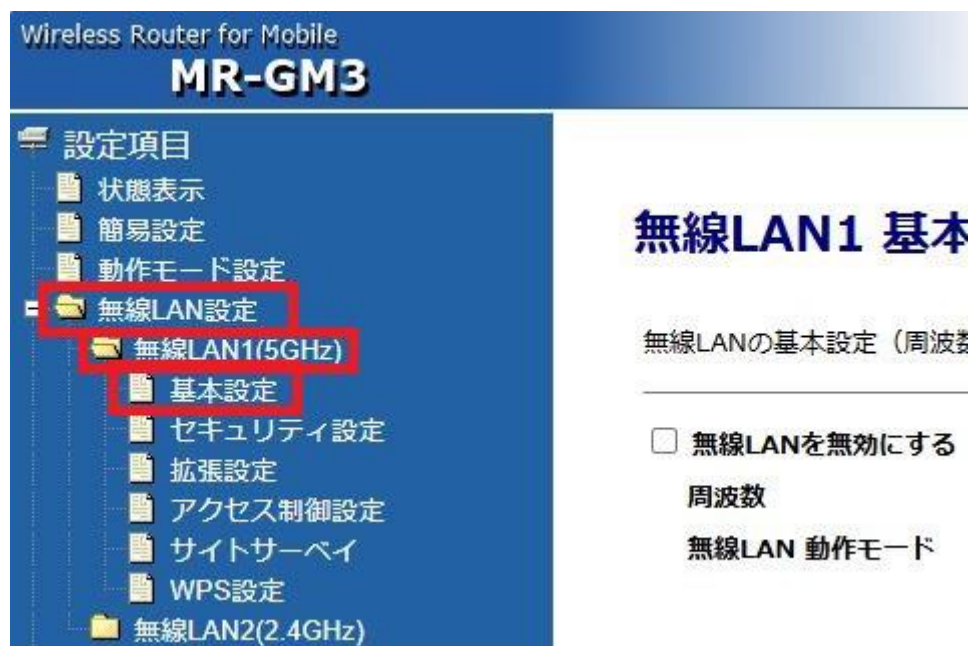 Wireless Router for Mobile
MR-GM3
設定項目
状態表示
簡易設定
動作モード設定
無線LAN設定
無線LAN1(5GHz)
基本設定
セキュリティ設定
拡張設定
アクセス制御設定
サイトサーベイ
WPS設定
無線LAN2(2.4GHz)
無線LAN1 基本
無線LANの基本設定（周波数
無線LANを無効にする
周波数
無線LAN 動作モード